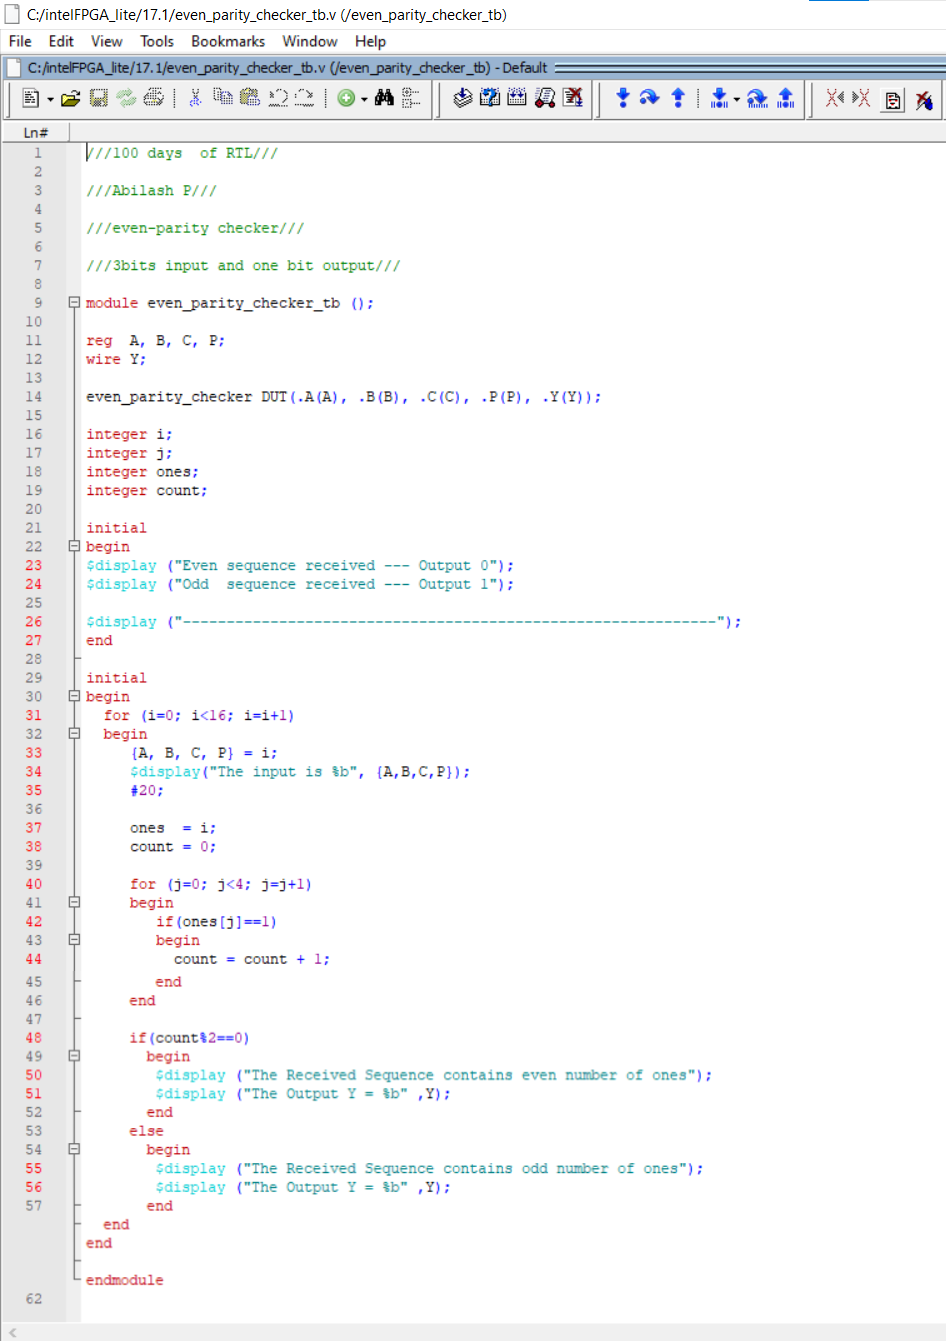 C:/intelFPGA_lite/17.1/even_parity_checker_tb.v (/even_parity_checker_tb)
File Edit View Tools Bookmarks Window Help
C:/intelFPGA_lite/17.1/even_parity_checker_tb.v (/even_parity_checker_tb) - Default
Ln#
1 ///100 days  of RTL///
2
3 ///Abilash P///
4
5 ///even-parity checker///
6
7 ///3bits input and one bit output///
8
9 module even_parity_checker_tb ();
10
11 reg  A, B, C, P;
12 wire Y;
13
14 even_parity_checker DUT(.A(A), .B(B), .C(C), .P(P), .Y(Y));
15
16 integer i;
17 integer j;
18 integer ones;
19 integer count;
20
21 initial
22 begin
23 $display ("Even sequence received --- Output 0");
24 $display ("Odd  sequence received --- Output 1");
25
26 $display ("-------------------------------------------------------------");
27 end
28
29 initial
30 begin
31 for (i=0; i<16; i=i+1)
32 begin
33 {A, B, C, P} = i;
34 $display("The input is %b", {A,B,C,P});
35 #20;
36
37 ones  = i;
38 count = 0;
39
40 for (j=0; j<4; j=j+1)
41 begin
42 if(ones[j]==1)
43 begin
44 count = count + 1;
45 end
46 end
47
48 if(count%2==0)
49 begin
50 $display ("The Received Sequence contains even number of ones");
51 $display ("The Output Y = %b" ,Y);
52 end
53 else
54 begin
55 $display ("The Received Sequence contains odd number of ones");
56 $display ("The Output Y = %b" ,Y);
57 end
end
end
endmodule
62